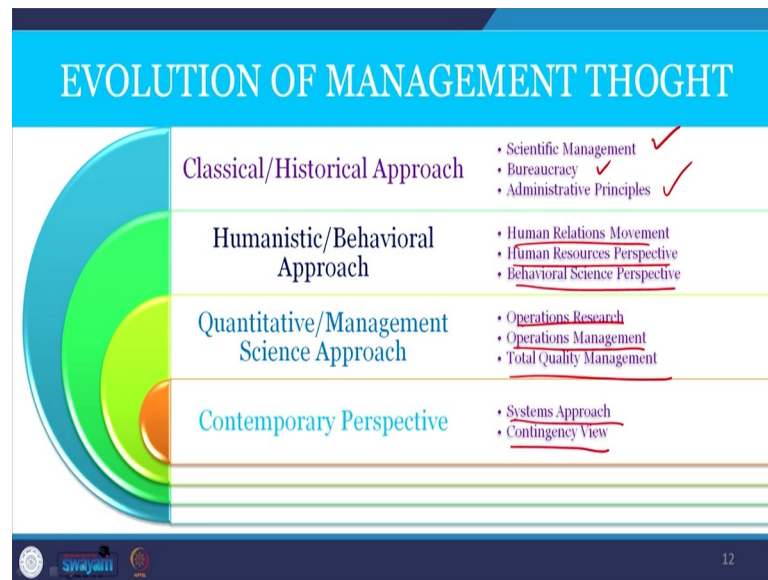 EVOLUTION OF MANAGEMENT THOGHT
Classical/Historical Approach
• Scientific Management
• Bureaucracy
• Administrative Principles
Humanistic/Behavioral
Approach
• Human Relations Movement
• Human Resources Perspective
• Behavioral Science Perspective
Quantitative/Management
Science Approach
• Operations Research
• Operations Management
• Total Quality Management
Contemporary Perspective
• Systems Approach
• Contingency View
swayam
12